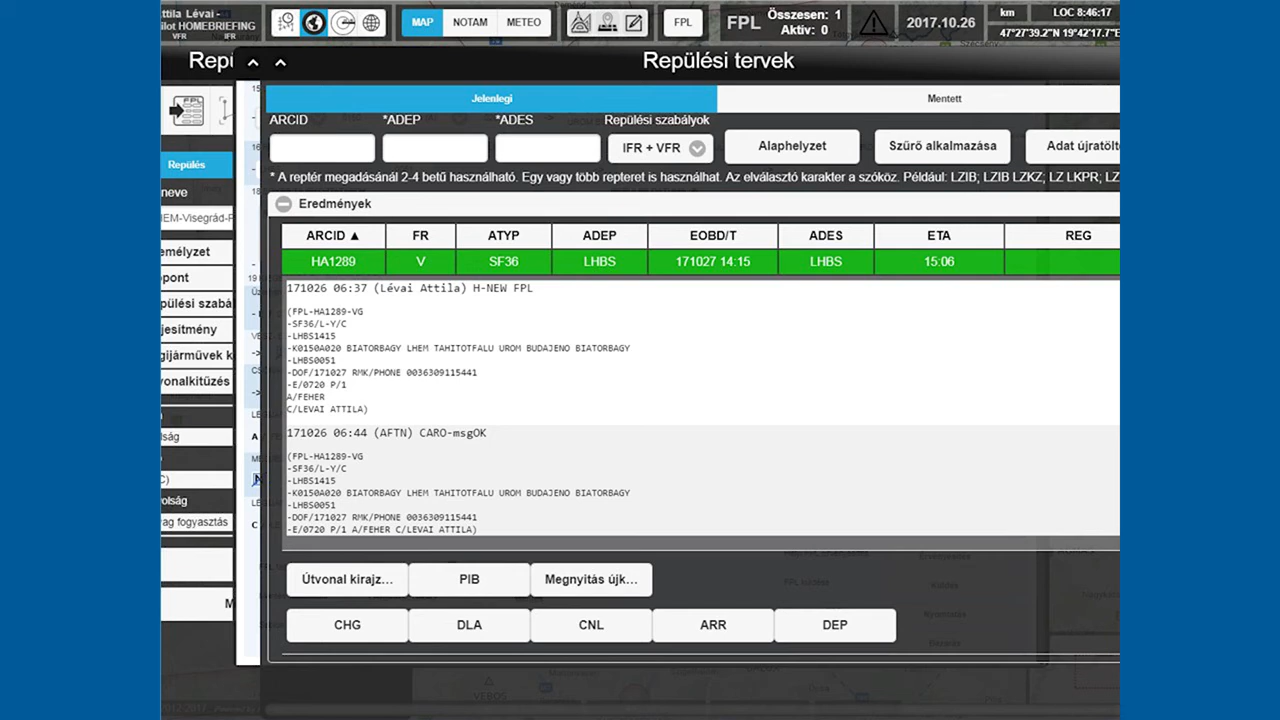 ttila Lévai -
ilot HOMEBRIEFING
VFR IFR
MAP NOTAM METEO
FPL
FPL
Összesen: 1
Aktív: 0
2017.10.26
km LOC 8:46:17
47°27'39.2"N 19°42'17.7"E
Repü
Repülési tervek
Jelenlegi Mentett
ARCID *ADEP *ADES Repülési szabályok
IFR + VFR Alaphelyzet Szűrő alkalmazása Adat újratölt
* A reptér megadásánál 2-4 betű használható. Egy vagy több repteret is használhat. Az elválasztó karakter a szóköz. Például: LZIB; LZIB LZKZ; LZ LKPR; LZ
Repülés
neve
HEM-Visegrád-F
emélyzet
pont
pülési szabá
ljesítmény
gijárművek k
vonalkitűzés
lság
C)
olság
ag fogyasztás
M
Eredmények
ARCID ▲ FR ATYP ADEP EOBD/T ADES ETA REG
HA1289 V SF36 LHBS 171027 14:15 LHBS 15:06
171026 06:37 (Lévai Attila) H-NEW FPL
(FPL-HA1289-VG
-SF36/L-Y/C
-LHBS1415
-K0150A020 BIATORBAGY LHEM TAHITOTFALU UROM BUDAJENO BIATORBAGY
-LHBS0051
-DOF/171027 RMK/PHONE 0036309115441
-E/0720 P/1
A/FEHER
C/LEVAI ATTILA)
171026 06:44 (AFTN) CARO-msgOK
(FPL-HA1289-VG
-SF36/L-Y/C
-LHBS1415
-K0150A020 BIATORBAGY LHEM TAHITOTFALU UROM BUDAJENO BIATORBAGY
-LHBS0051
-DOF/171027 RMK/PHONE 0036309115441
-E/0720 P/1 A/FEHER C/LEVAI ATTILA)
Útvonal kirajz... PIB Megnyitás újk...
CHG DLA CNL ARR DEP